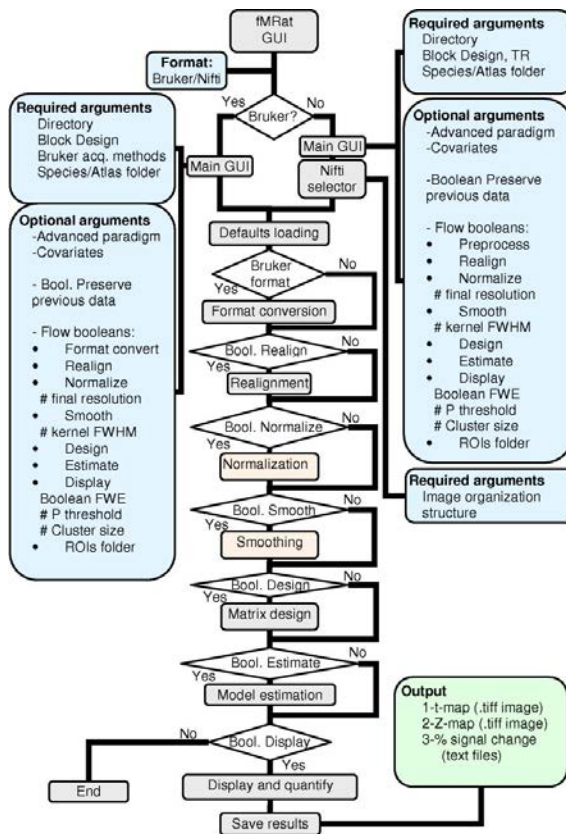 fMRat
GUI
Format:
Bruker/Nifti
Yes
No
Bruker?
Main GUI
Main GUI
Nifti
selector
Required arguments
Directory
Block Design, TR
Species/Atlas folder
Optional arguments
-Advanced paradigm
-Covariates
-Boolean Preserve
previous data
- Flow booleans:
• Preprocess
• Realign
• Normalize
# final resolution
• Smooth
# kernel FWHM
• Design
• Estimate
• Display
Boolean FWE
# P threshold
# Cluster size
• ROIs folder
Required arguments
Image organization
structure
Required arguments
Directory
Block Design
Bruker acq. methods
Species/Atlas folder
Optional arguments
-Advanced paradigm
-Covariates
- Bool. Preserve
previous data
- Flow booleans:
• Format convert
• Realign
• Normalize
# final resolution
• Smooth
# kernel FWHM
• Design
• Estimate
• Display
Boolean FWE
# P threshold
# Cluster size
• ROIs folder
Defaults loading
Bruker
format
No
Yes
Format conversion
Bool. Realign
No
Yes
Realignment
Bool. Normalize
No
Yes
Normalization
Bool. Smooth
No
Yes
Smoothing
Bool. Design
No
Yes
Matrix design
Bool. Estimate
No
Yes
Model estimation
Bool. Display
No
Yes
End
Display and quantify
Save results
Output
1-t-map (.tiff image)
2-Z-map (.tiff image)
3-% signal change
(text files)